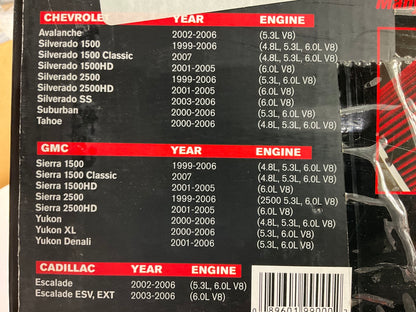 CHEVROLET YEAR ENGINE
Avalanche 2002-2006 (5.3L V8)
Silverado 1500 1999-2006 (4.8L, 5.3L, 6.0L V8)
Silverado 1500 Classic 2007 (4.8L, 5.3L, 6.0L V8)
Silverado 1500HD 2001-2005 (6.0L V8)
Silverado 2500 1999-2006 (5.3L, 6.0L V8)
Silverado 2500HD 2001-2006 (6.0L V8)
Silverado SS 2003-2006 (6.0L V8)
Suburban 2000-2006 (5.3L, 6.0L V8)
Tahoe 2000-2006 (4.8L, 5.3L, 6.0L V8)
GMC YEAR ENGINE
Sierra 1500 1999-2006 (4.8L, 5.3L, 6.0L V8)
Sierra 1500 Classic 2007 (4.8L, 5.3L, 6.0L V8)
Sierra 1500HD 2001-2005 (6.0L V8)
Sierra 2500 1999-2006 (2500 5.3L, 6.0L V8)
Sierra 2500HD 2001-2005 (6.0L V8)
Yukon 2000-2006 (4.8L, 5.3L, 6.0L V8)
Yukon XL 2000-2006 (5.3L, 6.0L V8)
Yukon Denali 2001-2006 (5.3L, 6.0L V8)
CADILLAC YEAR ENGINE
Escalade 2002-2006 (5.3L, 6.0L V8)
Escalade ESV, EXT 2003-2006 (6.0L V8)
0 89601 99000